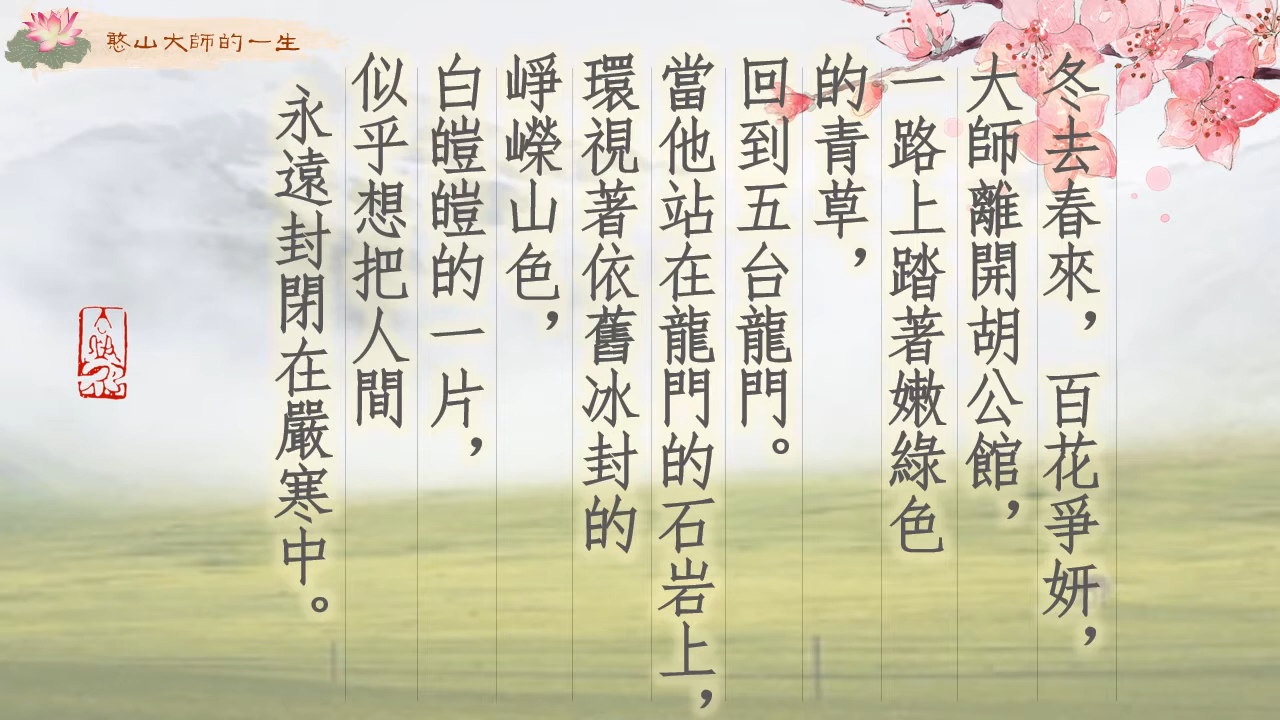 憨山大師的一生
冬去春來，百花爭妍，
大師離開胡公館，
一路上踏著嫩綠色
的青草，
回到五台龍門。
當他站在龍門的石岩上，
環視著依舊冰封的
崢嶸山色，
白皚皚的一片，
似乎想把人間
永遠封閉在嚴寒中。